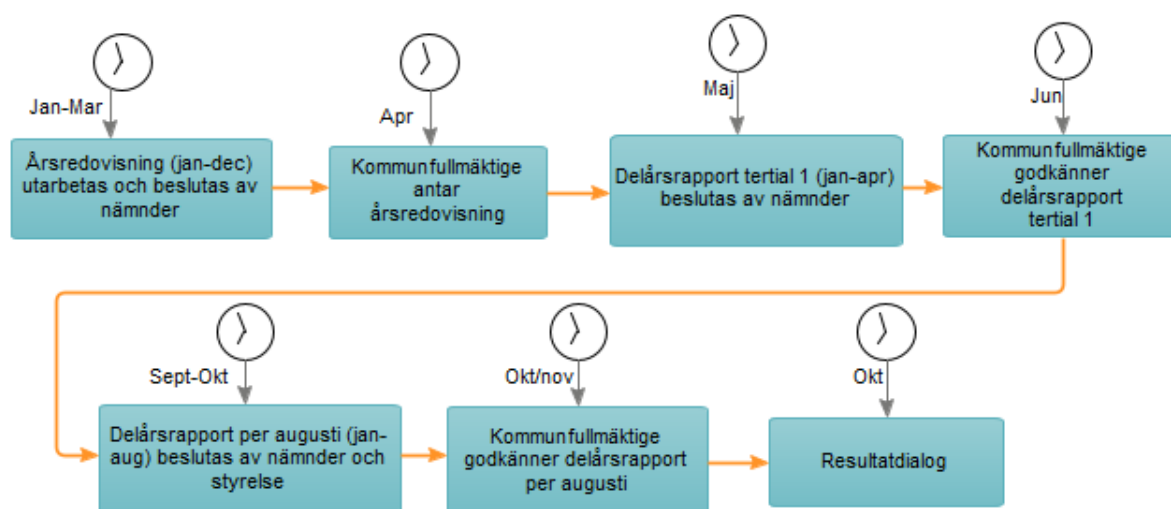 Jan-Mar
Årsredovisning (jan-dec)
utarbetas och beslutas av
nämnder
Apr
Kommunfullmäktige
antar
årsredovisning
Maj
Delårsrapport tertial 1 (jan-apr)
beslutas av nämnder
Jun
Kommunfullmäktige
godkänner
delårsrapport
tertial 1
Sept-Okt
Delårsrapport per augusti (jan-
aug) beslutas av nämnder och
styrelse
Okt/nov
Kommunfullmäktige
godkänner delårsrapport
per augusti
Okt
Resultatdialog